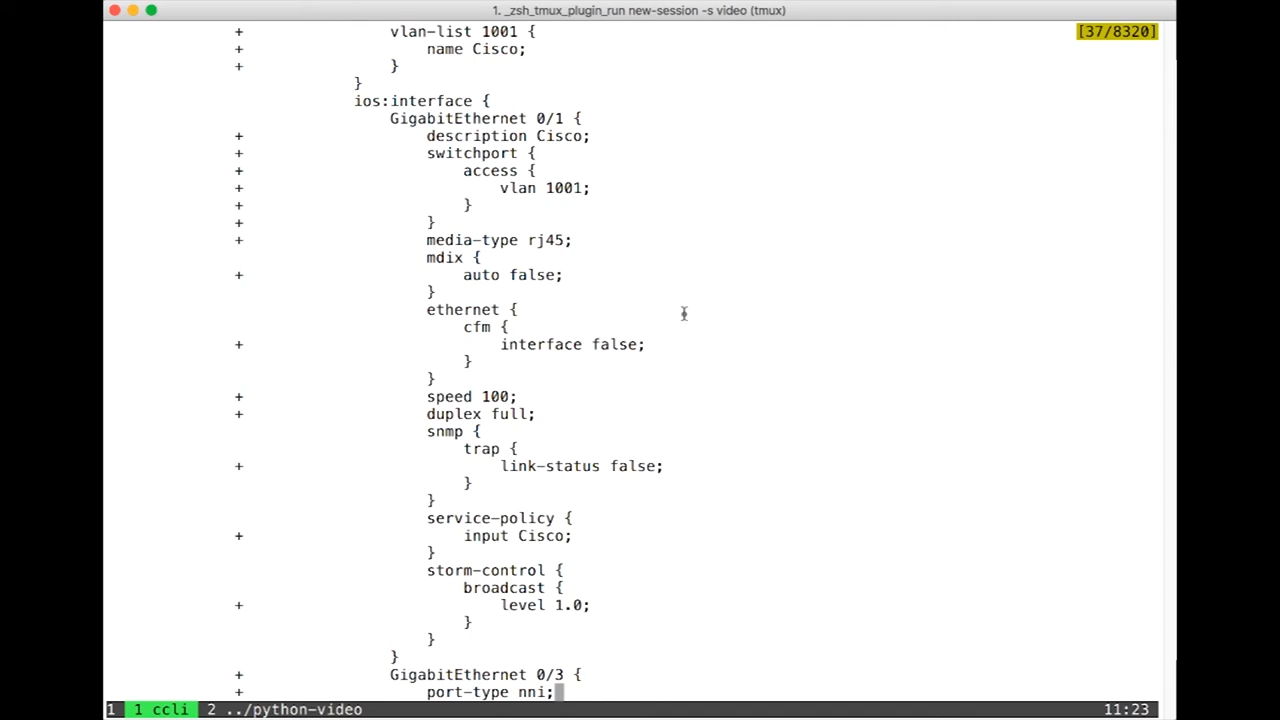 1. _zsh_tmux_plugin_run new-session -s video (tmux)
+ vlan-list 1001 { [37/8320]
+ name Cisco;
+ }
}
ios:interface {
GigabitEthernet 0/1 {
+ description Cisco;
+ switchport {
+ access {
+ vlan 1001;
+ }
+ }
+ media-type rj45;
mdix {
+ auto false;
}
ethernet {
cfm {
+ interface false;
}
}
+ speed 100;
+ duplex full;
snmp {
trap {
+ link-status false;
}
}
service-policy {
+ input Cisco;
}
storm-control {
broadcast {
+ level 1.0;
}
}
}
+ GigabitEthernet 0/3 {
+ port-type nni;
1 1 ccli 2 ../python-video 11:23